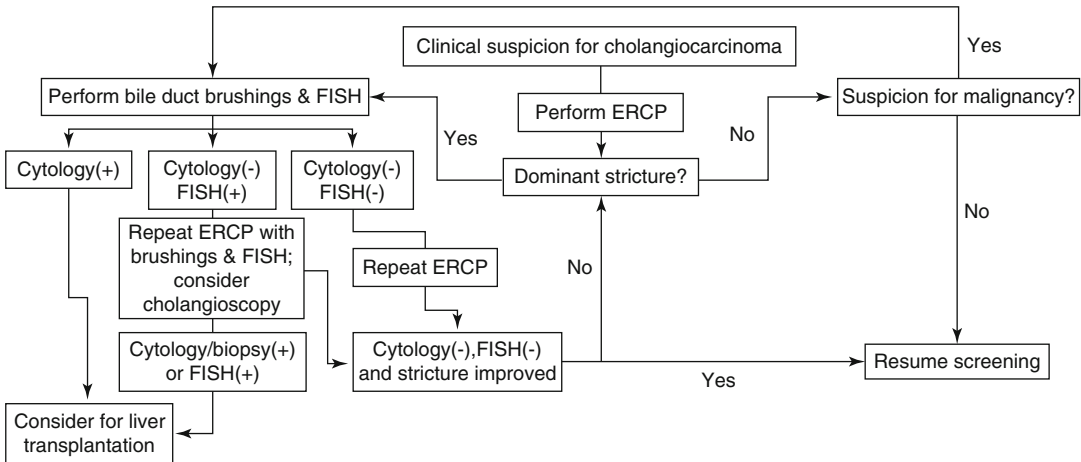 Clinical suspicion for cholangiocarcinoma
Yes
Perform bile duct brushings & FISH
Perform ERCP
Suspicion for malignancy?
Yes
No
Cytology(+)
Cytology(-)
FISH(+)
Cytology(-)
FISH(-)
Dominant stricture?
No
Repeat ERCP with
brushings & FISH;
consider
cholangioscopy
Repeat ERCP
No
Cytology/biopsy(+)
or FISH(+)
Cytology(-),FISH(-)
and stricture improved
Yes
Resume screening
Consider for liver
transplantation